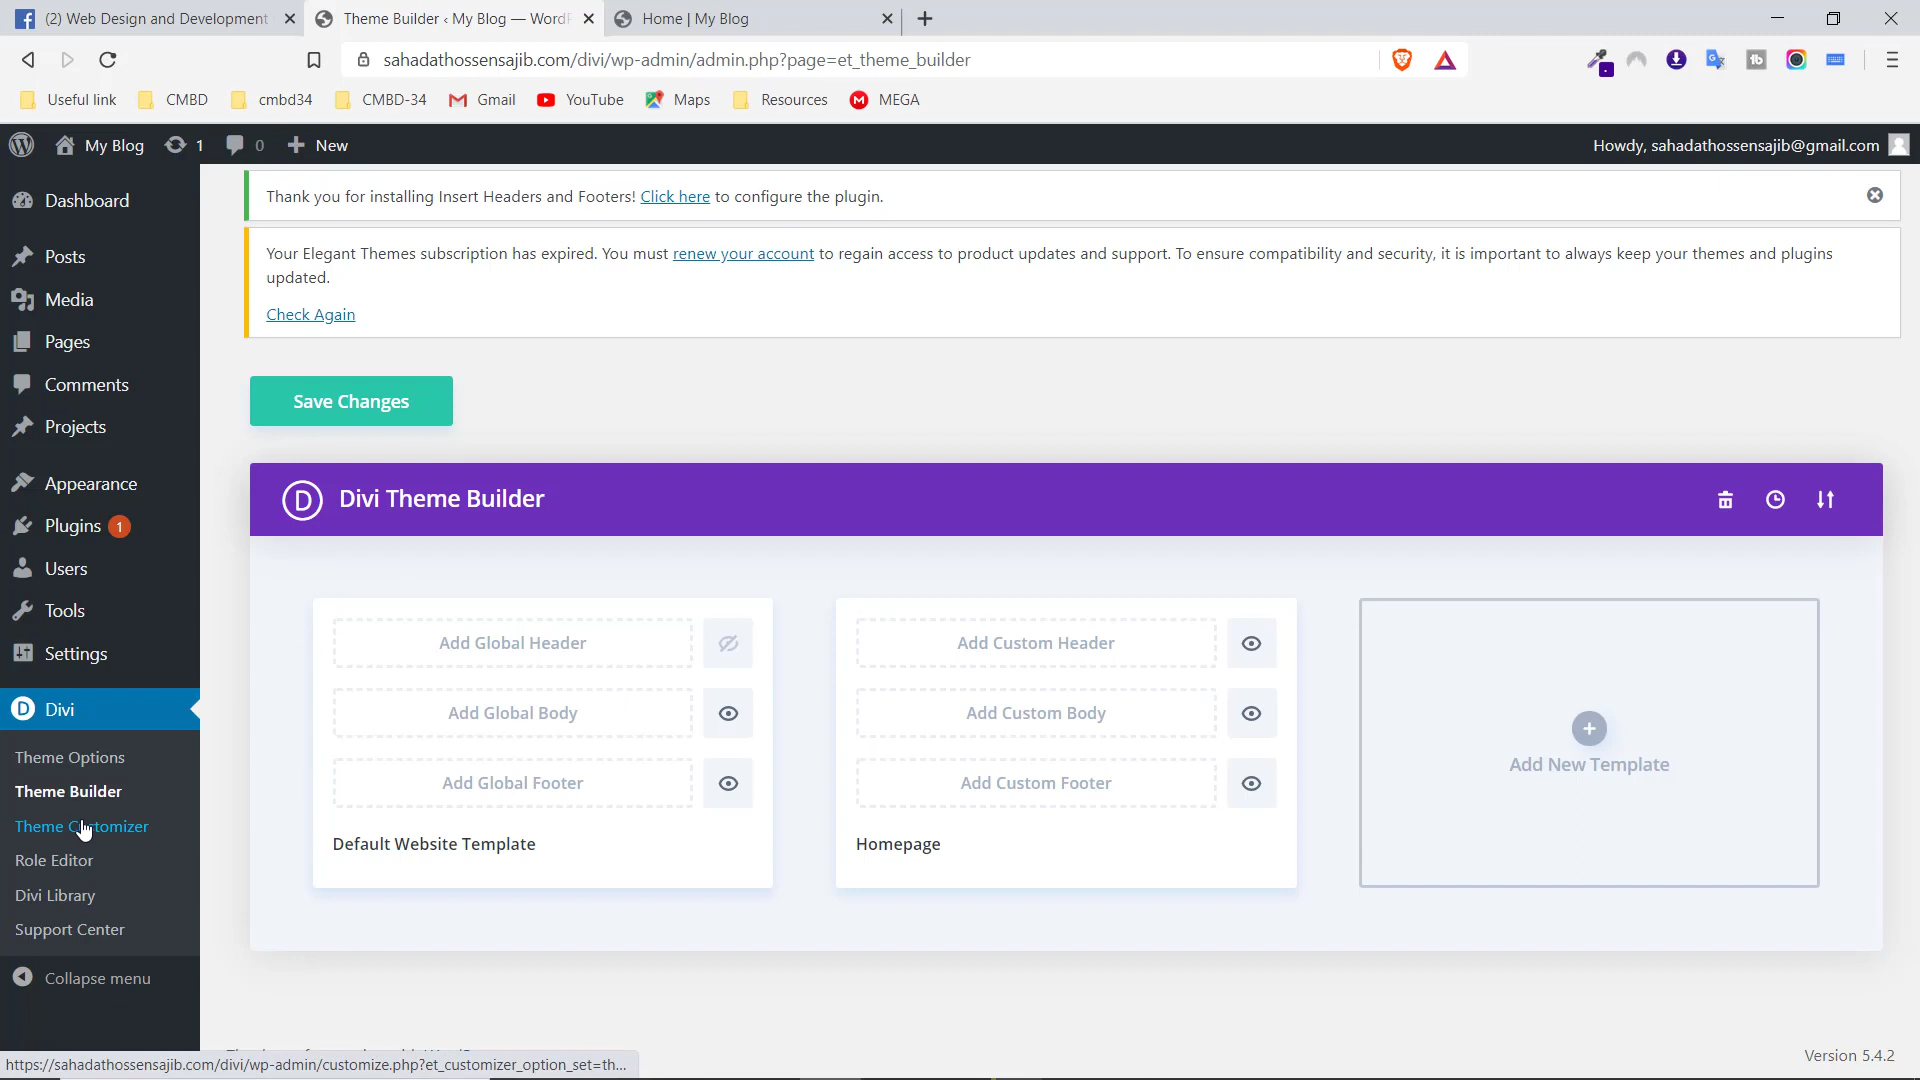 (2) Web Design and Development
Theme Builder ‹ My Blog — WordP
Home | My Blog
sahadathossensajib.com/divi/wp-admin/admin.php?page=et_theme_builder
Useful link
CMBD
cmbd34
CMBD-34
Gmail
YouTube
Maps
Resources
MEGA
My Blog
1
0
New
Howdy, sahadathossensajib@gmail.com
Dashboard
Posts
Media
Pages
Comments
Projects
Appearance
Plugins 1
Users
Tools
Settings
Divi
Theme Options
Theme Builder
Theme Customizer
Role Editor
Divi Library
Support Center
Collapse menu
Thank you for installing Insert Headers and Footers! Click here to configure the plugin.
Your Elegant Themes subscription has expired. You must renew your account to regain access to product updates and support. To ensure compatibility and security, it is important to always keep your themes and plugins
updated.
Check Again
Save Changes
D
Divi Theme Builder
Add Global Header
Add Global Body
Add Global Footer
Default Website Template
Add Custom Header
Add Custom Body
Add Custom Footer
Homepage
Add New Template
https://sahadathossensajib.com/divi/wp-admin/customize.php?et_customizer_option_set=th...
Version 5.4.2